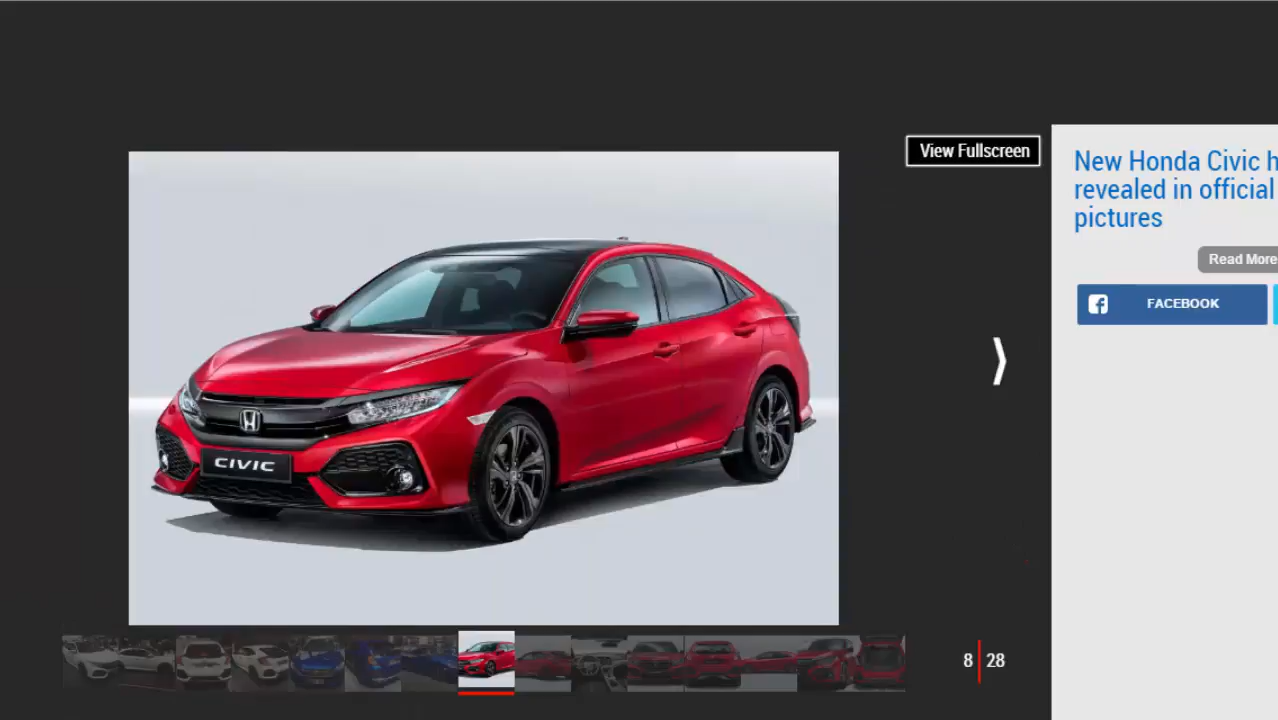 View Fullscreen
New Honda Civic h
revealed in official
pictures
Read More
FACEBOOK
CIVIC
8 28